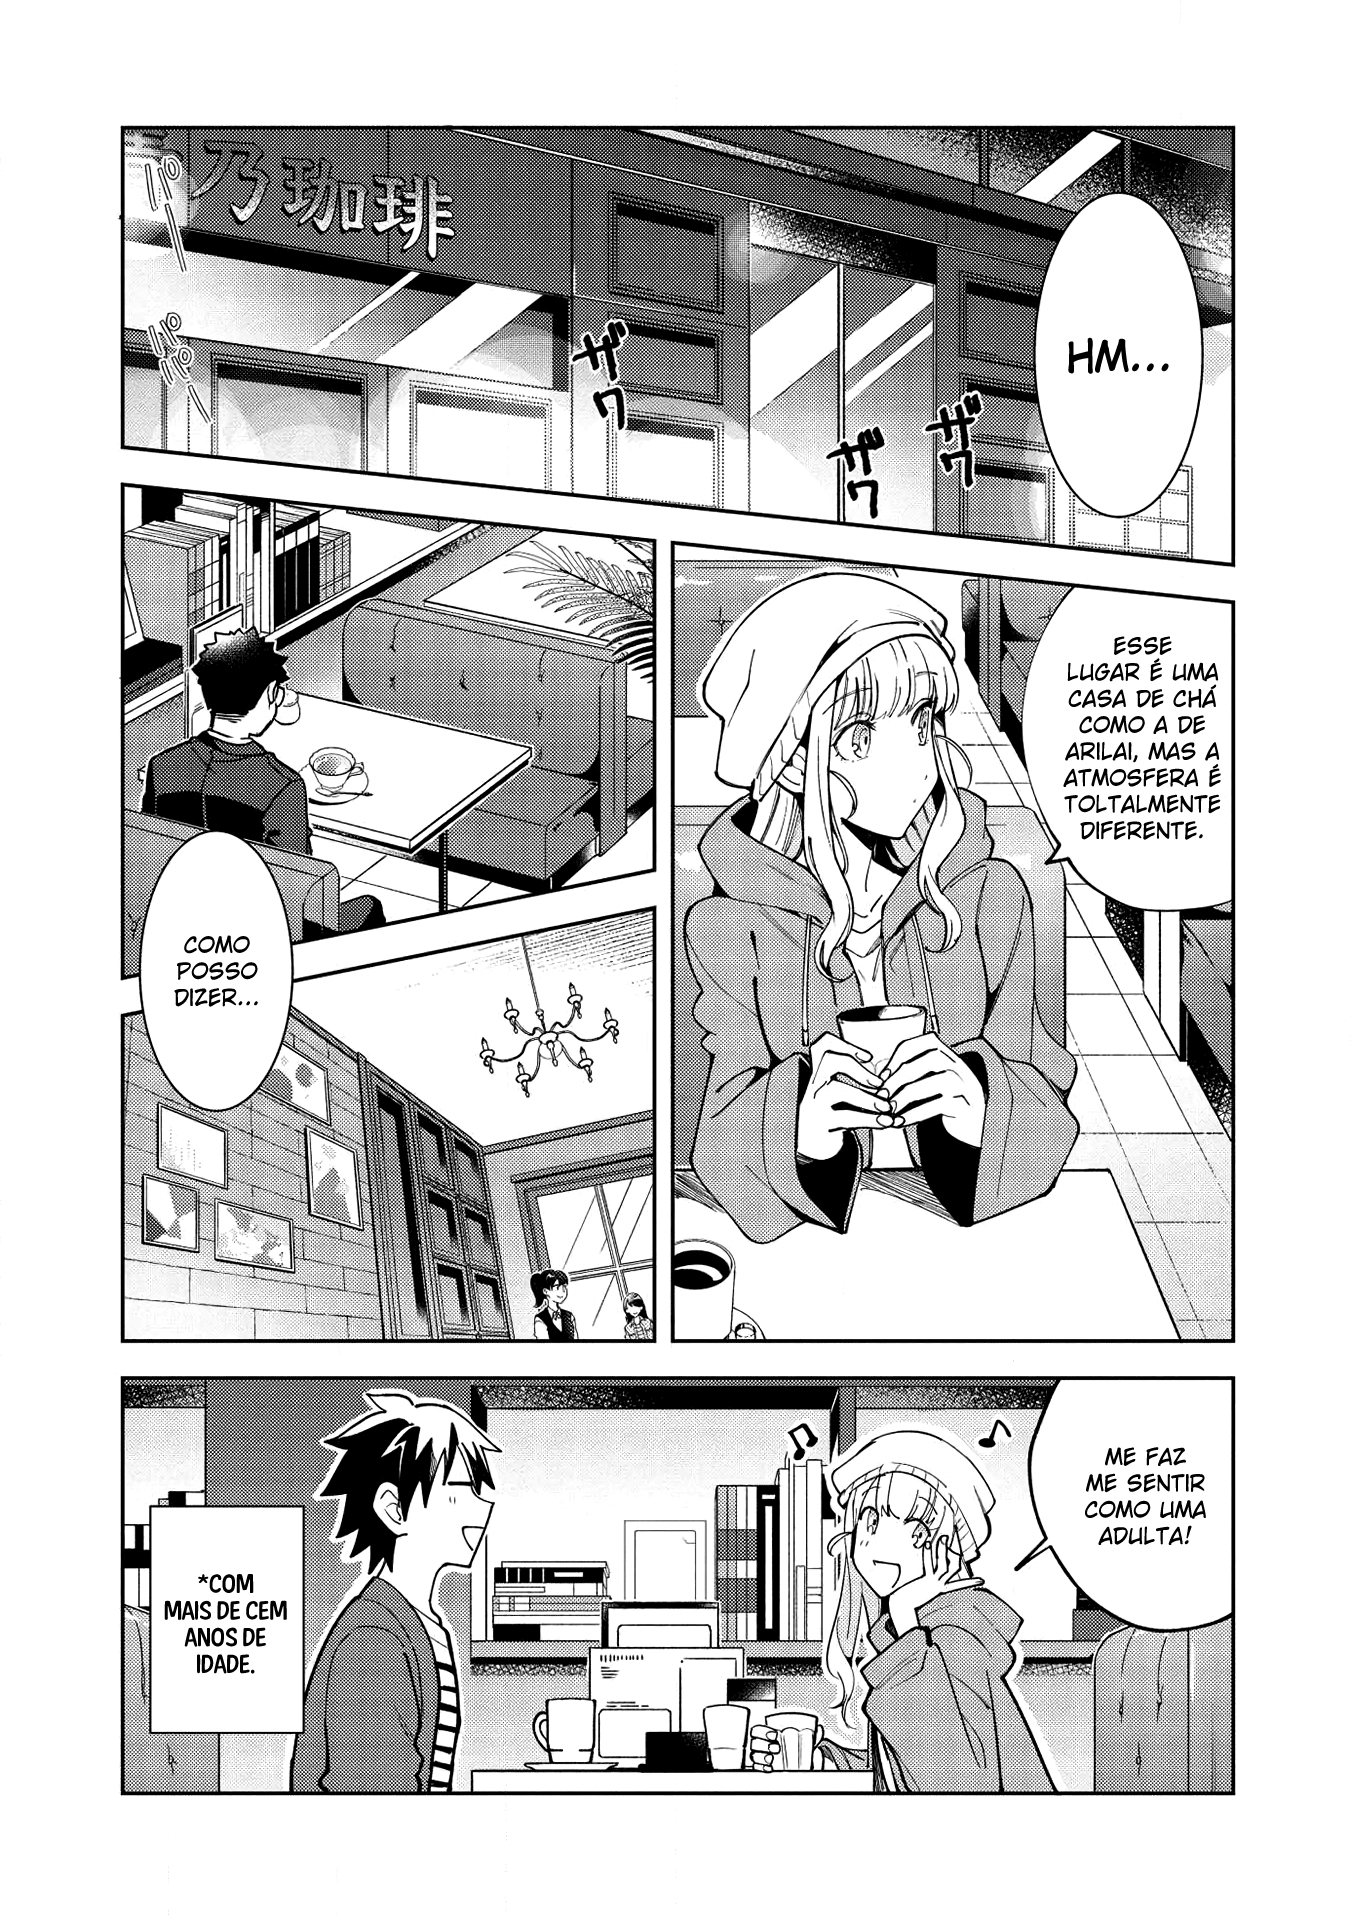 乃珈琲
パ
パ
パ
パ
ザワ
ザワ
ザワ
HM...
ESSE
LUGAR É UMA
CASA DE CHÁ
COMO A DE
ARILAI, MAS A
ATMOSFERA É
TOLTALMENTE
DIFERENTE.
COMO
POSSO
DIZER...
ME FAZ
ME SENTIR
COMO UMA
ADULTA!
*COM
MAIS DE CEM
ANOS DE
IDADE.